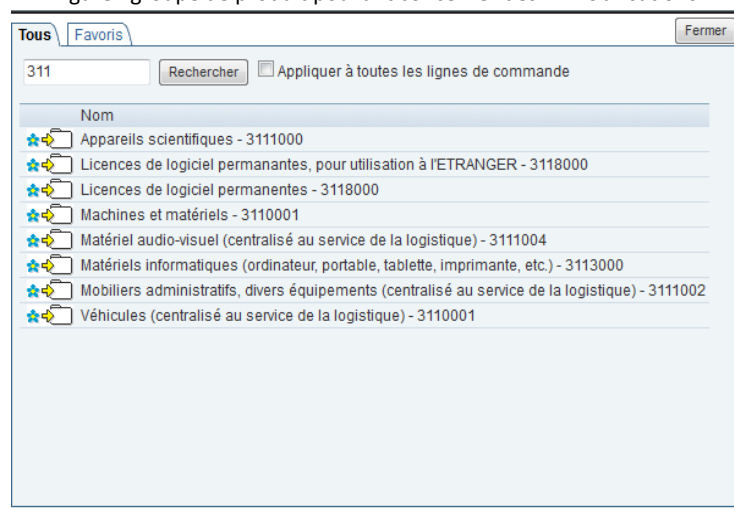 Tous
Favoris
Fermer
311
Rechercher
Appliquer à toutes les lignes de commande
Nom
Appareils scientifiques - 3111000
Licences de logiciel permanantes, pour utilisation à l'ETRANGER - 3118000
Licences de logiciel permanentes - 3118000
Machines et matériels - 3110001
Matériel audio-visuel (centralisé au service de la logistique) - 3111004
Matériels informatiques (ordinateur, portable, tablette, imprimante, etc.) - 3113000
Mobiliers administratifs, divers équipements (centralisé au service de la logistique) - 3111002
Véhicules (centralisé au service de la logistique) - 3110001